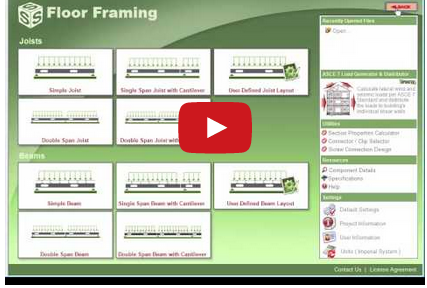 Floor Framing
BACK
Recently Opened Files
Open...
Joists
Simple Joist
Single Span Joist with Cantilever
User Defined Joist Layout
Double Span Joist
Double Span Joist with
ASCE 7 Load Generator & Distributor
Calculate lateral wind and
seismic loads per ASCE 7
Standard and distribute
the loads to building's
individual shear walls
Utilities
Section Properties Calculator
Connector / Clip Selector
Screw Connection Design
Resources
Component Details
Specifications
Help
Settings
Default Settings
Project Information
User Information
Units ( Imperial System )
Beams
Simple Beam
Single Span Beam with Cantilever
User Defined Beam Layout
Double Span Beam
Double Span Beam with Cantilever
Contact Us | License Agreement